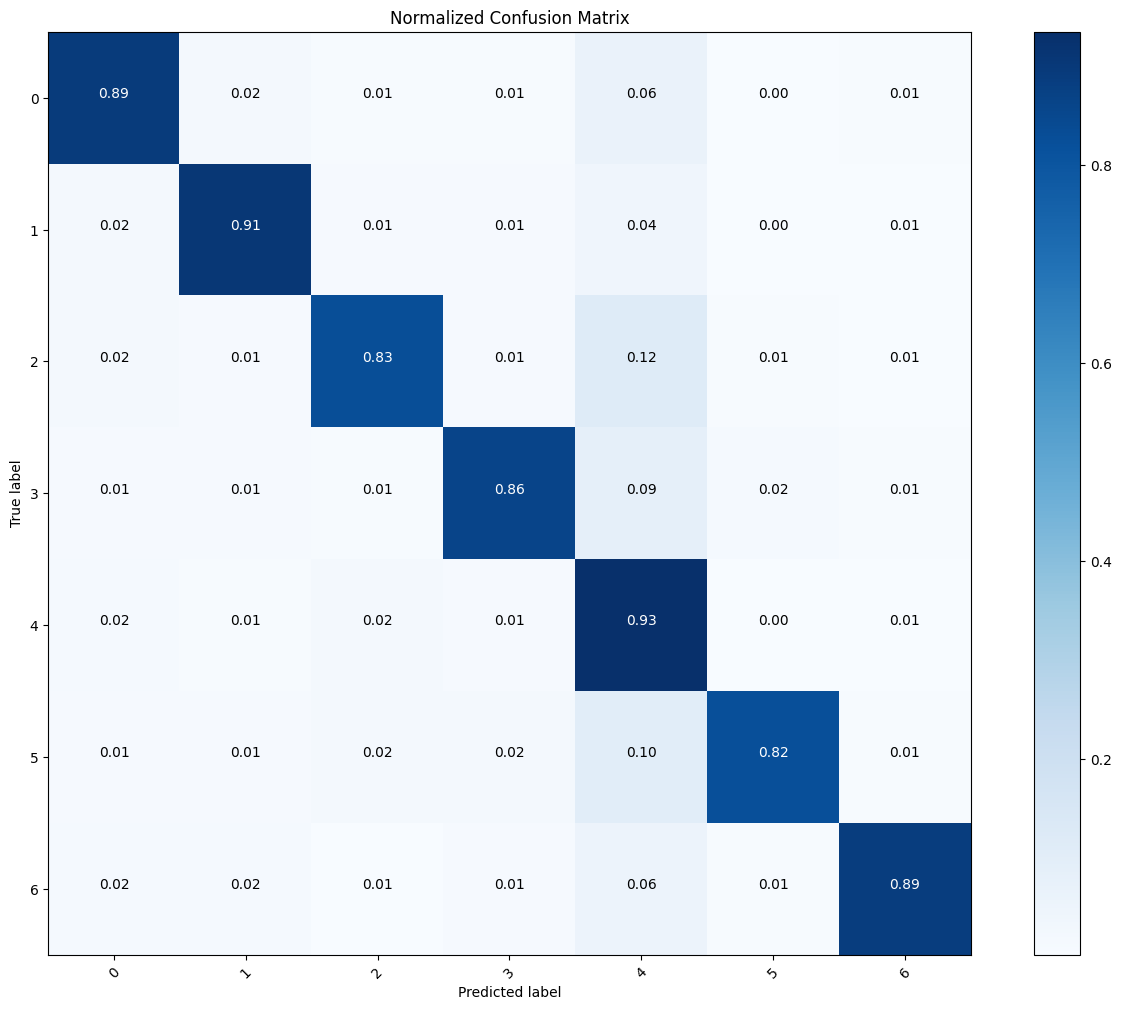 Normalized Confusion Matrix
0 0.89 0.02 0.01 0.01 0.06 0.00 0.01
1 0.02 0.91 0.01 0.01 0.04 0.00 0.01
2 0.02 0.01 0.83 0.01 0.12 0.01 0.01
3 0.01 0.01 0.01 0.86 0.09 0.02 0.01
4 0.02 0.01 0.02 0.01 0.93 0.00 0.01
5 0.01 0.01 0.02 0.02 0.10 0.82 0.01
6 0.02 0.02 0.01 0.01 0.06 0.01 0.89
0 1 2 3 4 5 6
Predicted label
True label
0.8
0.6
0.4
0.2